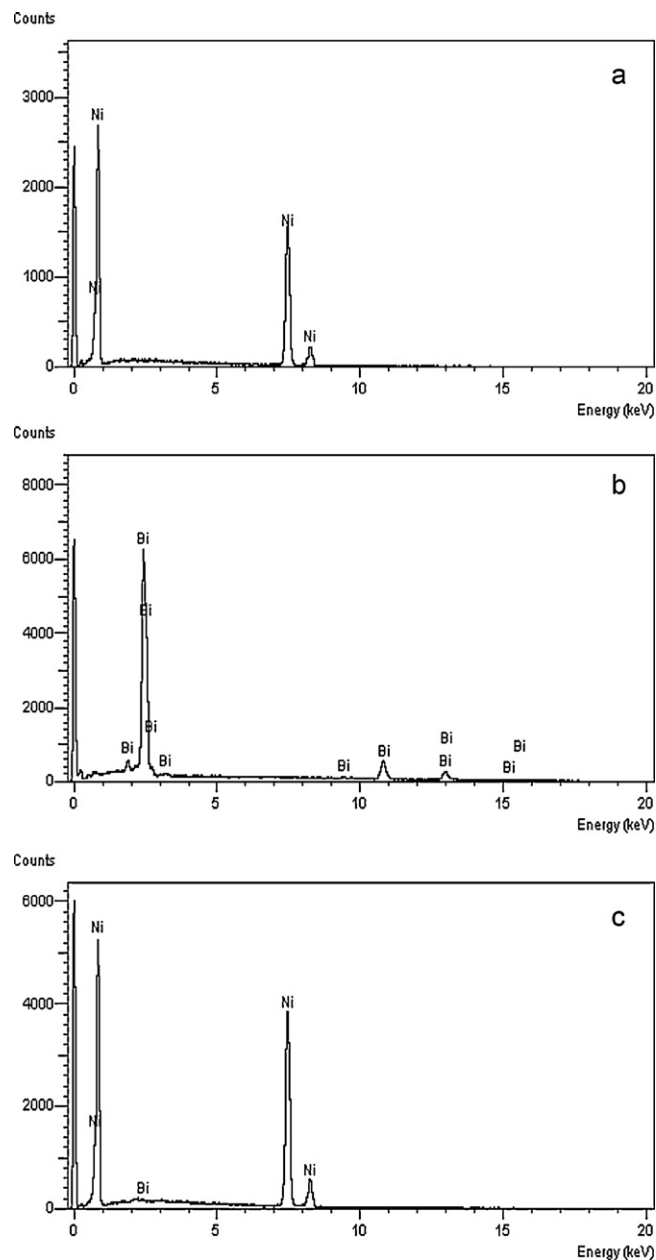 Counts
a
3000
Ni
2000
Ni
1000
Ni
Ni
0
0 5 10 15 20
Energy (keV)
Counts
b
8000
Bi
6000
Bi
4000
2000
Bi
Bi
Bi
Bi
Bi
Bi
Bi
Bi
Bi
0
0 5 10 15 20
Energy (keV)
Counts
c
6000
Ni
4000
Ni
2000
Ni
Ni
Bi
0
0 5 10 15 20
Energy (keV)